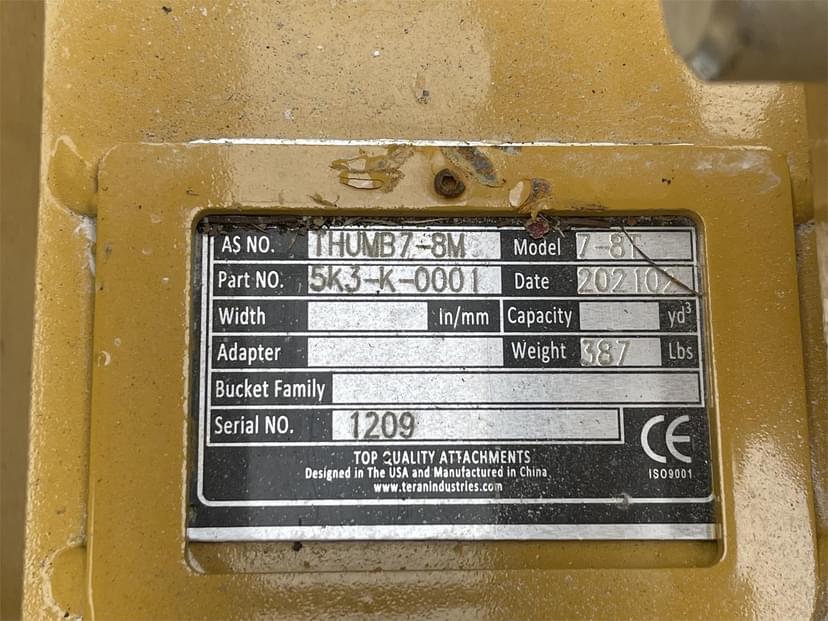 AS NO. THUMB7-8M Model 7-8T
Part NO. 5K3-K-0001 Date 202102
Width In/mm Capacity yd³
Adapter Weight 387 Lbs
Bucket Family
Serial NO. 1209
CE
ISO9001
TOP QUALITY ATTACHMENTS
Designed in The USA and Manufactured in China
www.teranindustries.com